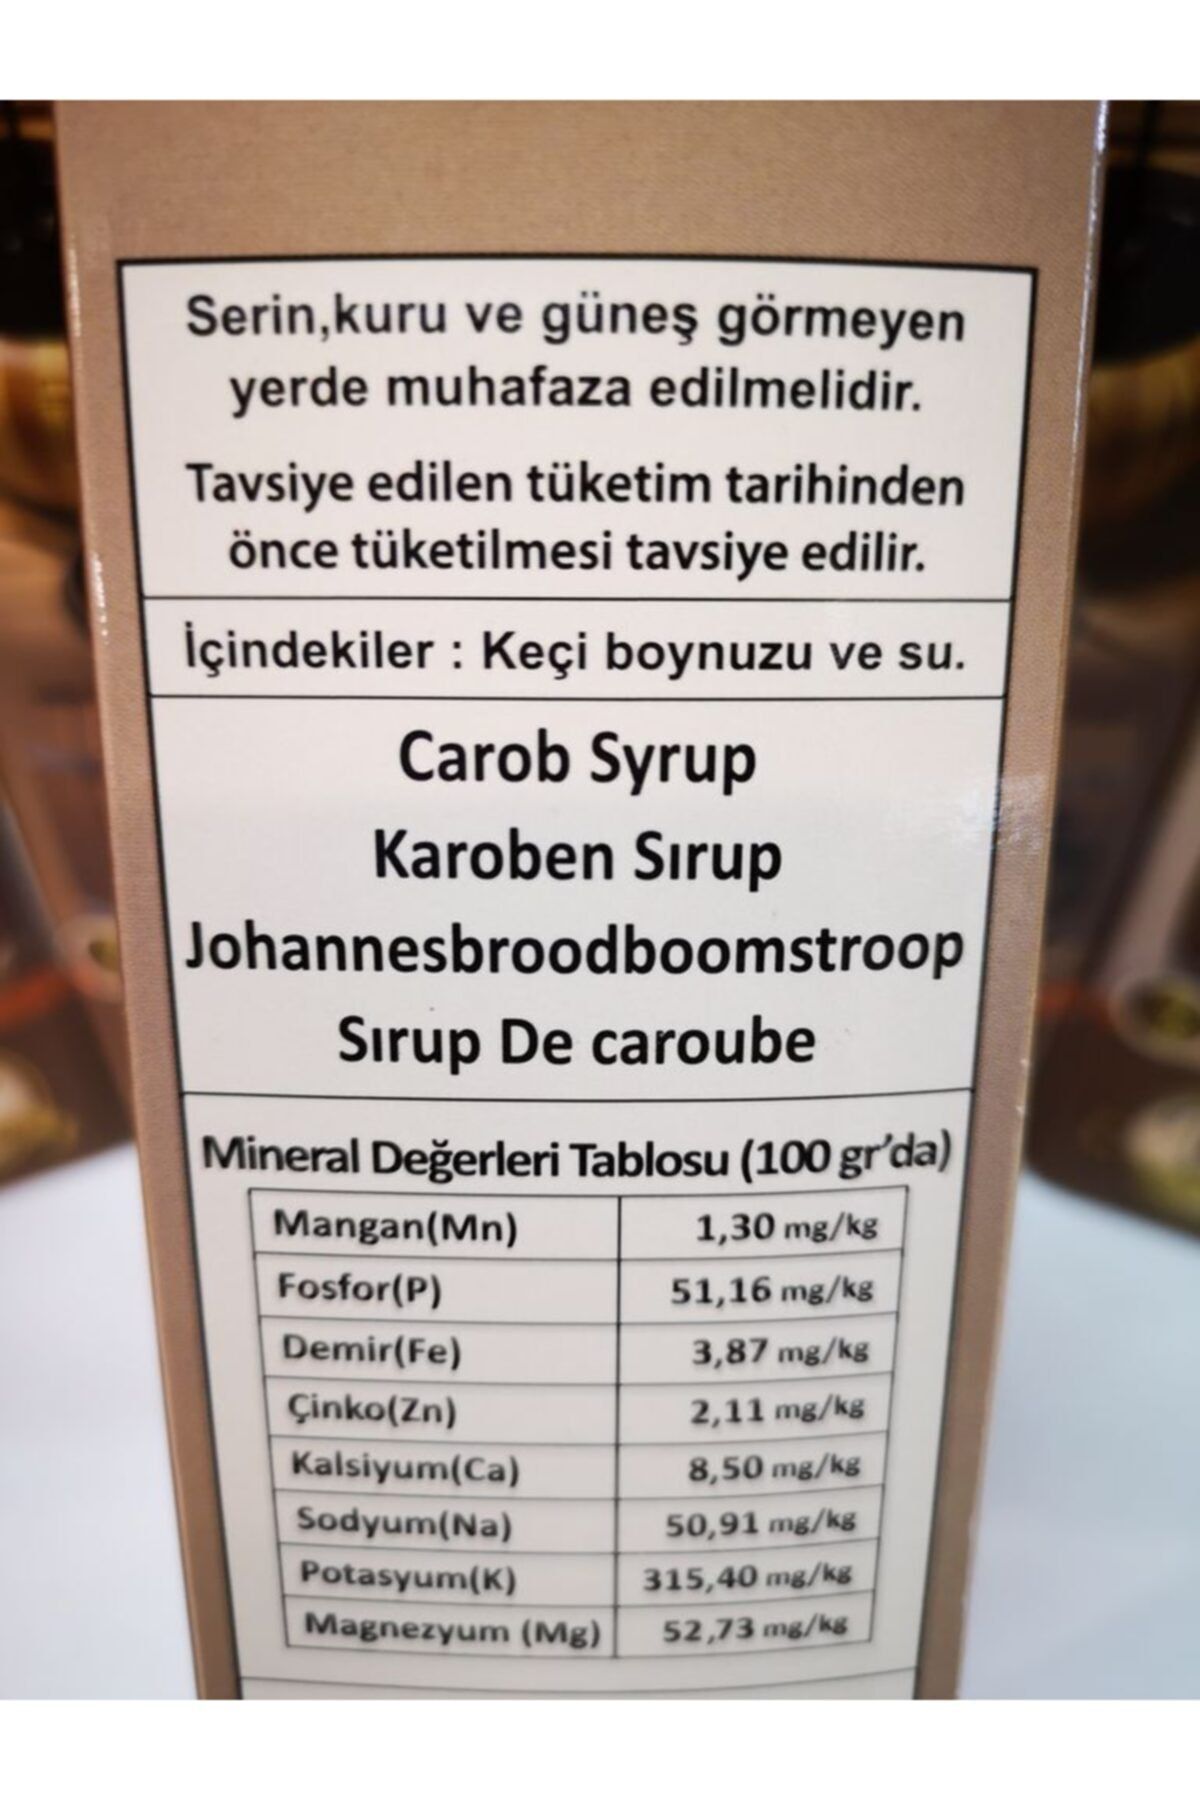 Serin,kuru ve güneş görmeyen
yerde muhafaza edilmelidir.
Tavsiye edilen tüketim tarihinden
önce tüketilmesi tavsiye edilir.
İçindekiler : Keçi boynuzu ve su.
Carob Syrup
Karoben Sırup
Johannesbroodboomstroop
Sırup De caroube
Mineral Değerleri Tablosu (100 gr'da)
Mangan(Mn) 1,30 mg/kg
Fosfor(P) 51,16 mg/kg
Demir(Fe) 3,87 mg/kg
Çinko(Zn) 2,11 mg/kg
Kalsiyum(Ca) 8,50 mg/kg
Sodyum(Na) 50,91 mg/kg
Potasyum(K) 315,40 mg/kg
Magnezyum (Mg) 52,73 mg/kg